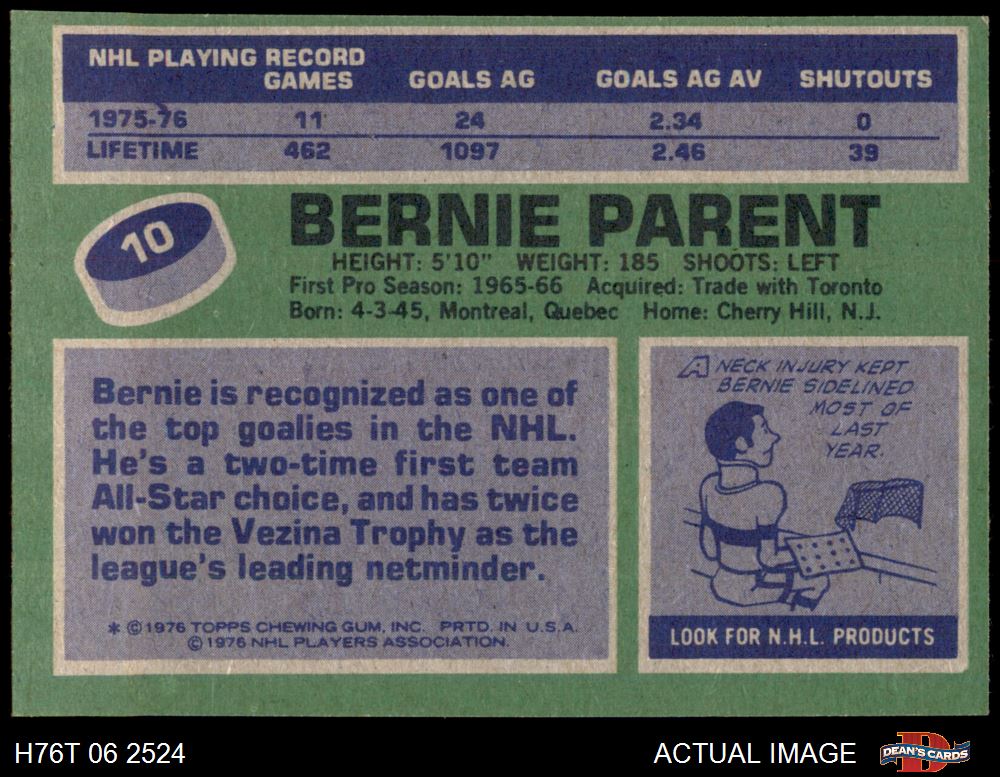 NHL PLAYING RECORD
GAMES GOALS AG GOALS AG AV SHUTOUTS
1975-76 11 24 2.34 0
LIFETIME 462 1097 2.46 39
10
BERNIE PARENT
HEIGHT: 5'10" WEIGHT: 185 SHOOTS: LEFT
First Pro Season: 1965-66 Acquired: Trade with Toronto
Born: 4-3-45, Montreal, Quebec Home: Cherry Hill, N.J.
Bernie is recognized as one of
the top goalies in the NHL.
He's a two-time first team
All-Star choice, and has twice
won the Vezina Trophy as the
league's leading netminder.
* © 1976 TOPPS CHEWING GUM, INC. PRTD. IN U.S.A.
© 1976 NHL PLAYERS ASSOCIATION.
A NECK INJURY KEPT
BERNIE SIDELINED
MOST OF
LAST
YEAR.
LOOK FOR N.H.L. PRODUCTS
H76T 06 2524
ACTUAL IMAGE
D
DEAN'S CARDS